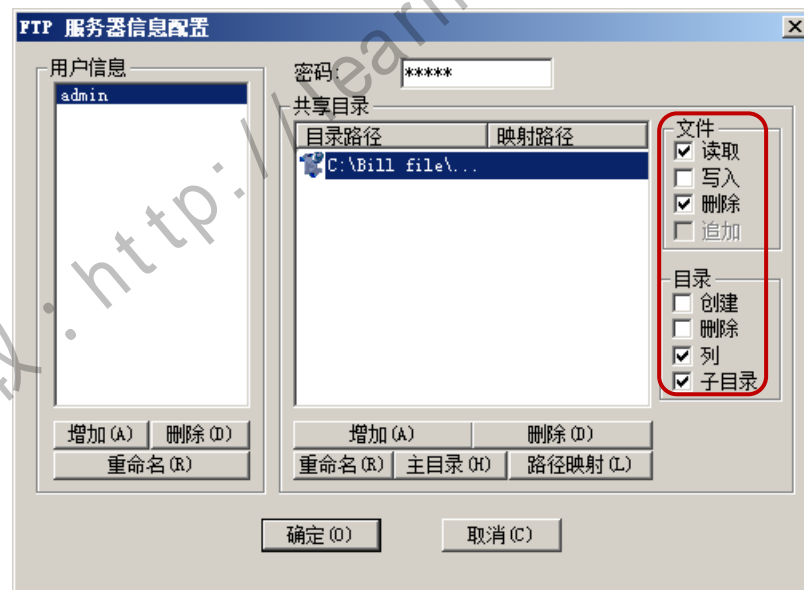 FTP 服务器信息配置
用户信息
admin
增加(A) 删除(D)
重命名(R)
密码: *****
共享目录
目录路径 映射路径
C:\Bill file\...
增加(A) 删除(D)
重命名(R) 主目录(H) 路径映射(L)
文件
读取
写入
删除
追加
目录
创建
删除
列
子目录
确定(O) 取消(C)
: http://learn